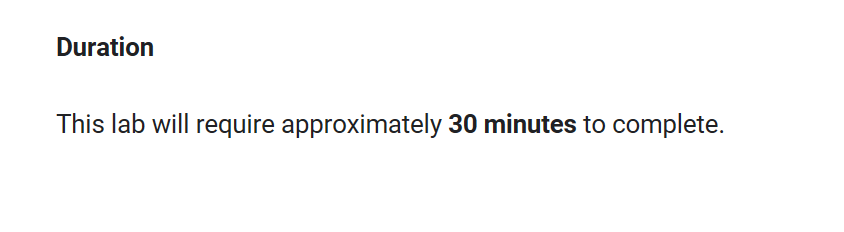 Duration
This lab will require approximately 30 minutes to complete.